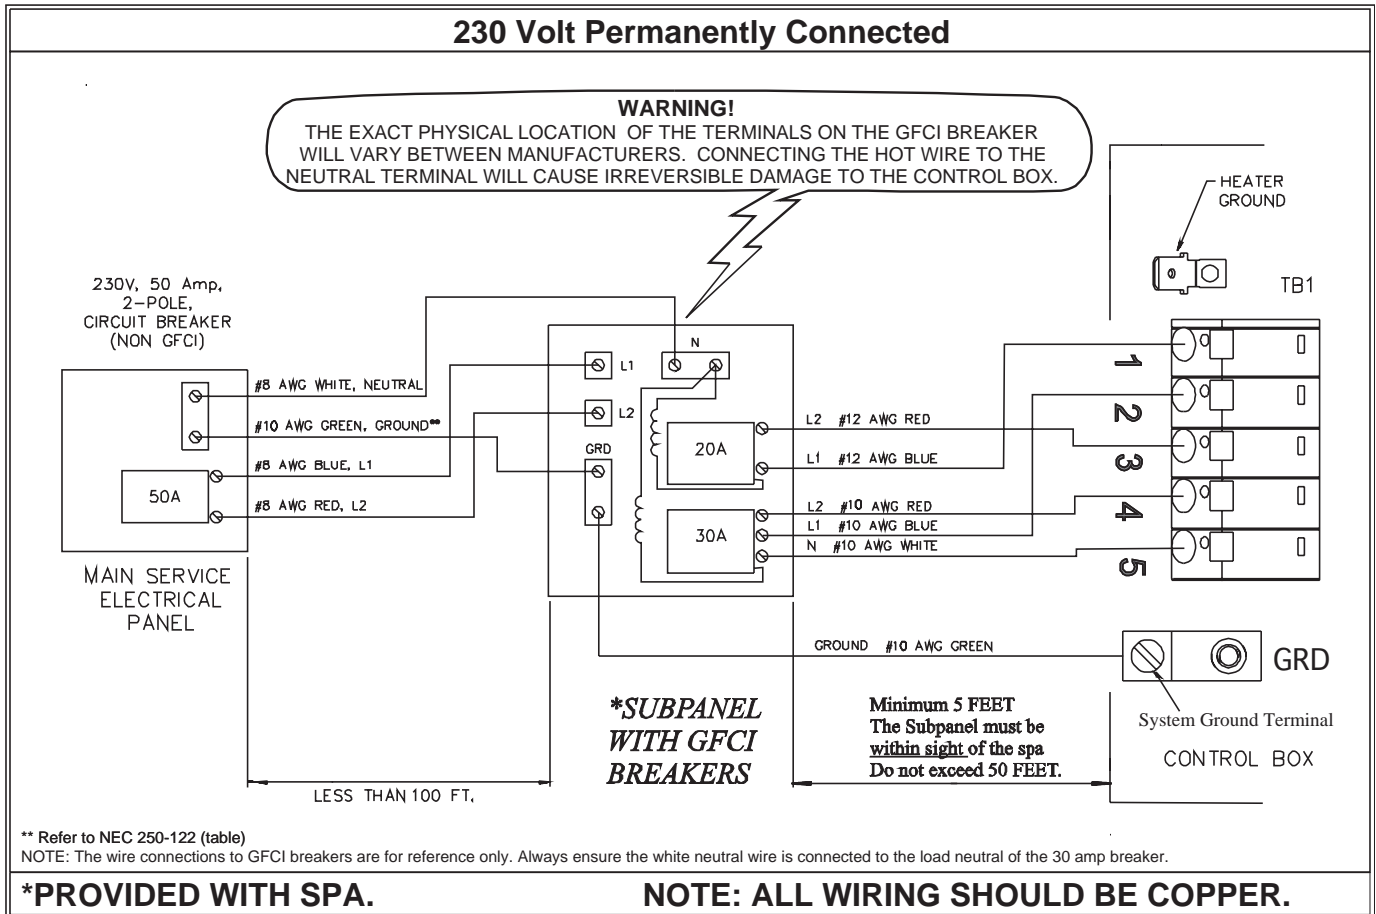 230 Volt Permanently Connected
WARNING!
THE EXACT PHYSICAL LOCATION OF THE TERMINALS ON THE GFCI BREAKER
WILL VARY BETWEEN MANUFACTURERS. CONNECTING THE HOT WIRE TO THE
NEUTRAL TERMINAL WILL CAUSE IRREVERSIBLE DAMAGE TO THE CONTROL BOX.
HEATER
GROUND
TB1
230V, 50 Amp,
2-POLE,
CIRCUIT BREAKER
(NON GFCI)
#8 AWG WHITE, NEUTRAL
#10 AWG GREEN, GROUND**
#8 AWG BLUE, L1
#8 AWG RED, L2
50A
MAIN SERVICE
ELECTRICAL
PANEL
N
L1
L2
GRD
20A
30A
L2 #12 AWG RED
L1 #12 AWG BLUE
L2 #10 AWG RED
L1 #10 AWG BLUE
N #10 AWG WHITE
1
2
3
4
5
GROUND #10 AWG GREEN
GRD
System Ground Terminal
CONTROL BOX
*SUBPANEL
WITH GFCI
BREAKERS
Minimum 5 FEET
The Subpanel must be
within sight of the spa
Do not exceed 50 FEET.
LESS THAN 100 FT.
** Refer to NEC 250-122 (table)
NOTE: The wire connections to GFCI breakers are for reference only. Always ensure the white neutral wire is connected to the load neutral of the 30 amp breaker.
*PROVIDED WITH SPA.
NOTE: ALL WIRING SHOULD BE COPPER.